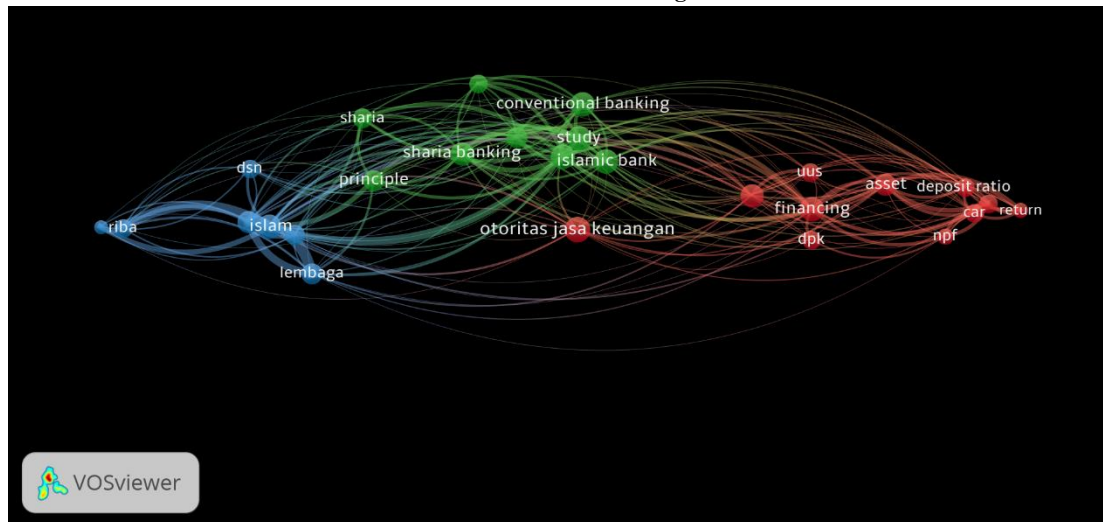 conventional banking
sharia
study
sharia banking
islamic bank
dsn
principle
uus
asset
deposit ratio
financing
car
return
riba
islam
otoritas jasa keuangan
dpk
npf
lembaga
VOSviewer